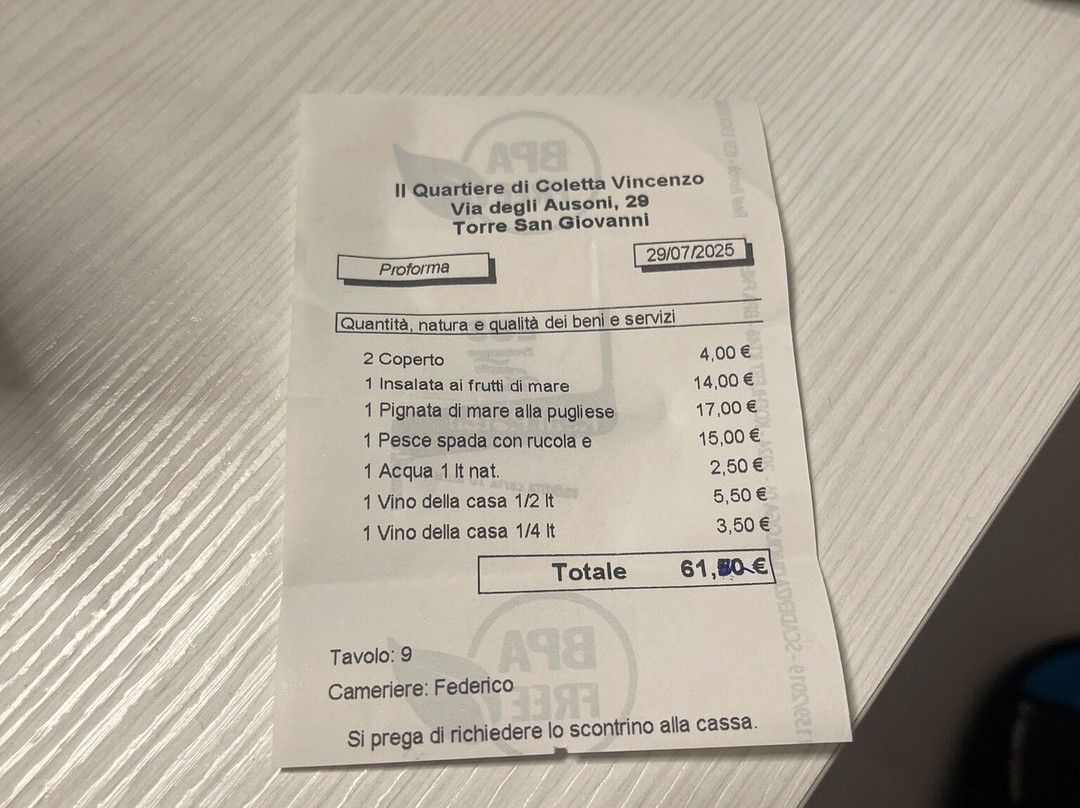 Il Quartiere di Coletta Vincenzo
Via degli Ausoni, 29
Torre San Giovanni
Proforma
29/07/2025
Quantità, natura e qualità dei beni e servizi
2 Coperto 4,00 €
1 Insalata ai frutti di mare 14,00 €
1 Pignata di mare alla pugliese 17,00 €
1 Pesce spada con rucola e 15,00 €
1 Acqua 1 lt nat. 2,50 €
1 Vino della casa 1/2 lt 5,50 €
1 Vino della casa 1/4 lt 3,50 €
Totale 61,50 €
Tavolo: 9
Cameriere: Federico
Si prega di richiedere lo scontrino alla cassa.
BPA
BPA
FREE